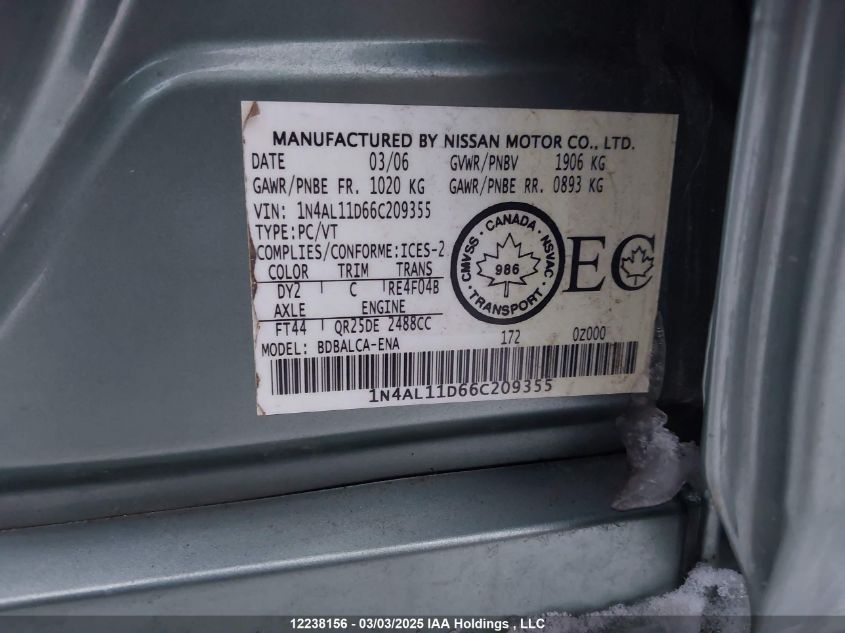 MANUFACTURED BY NISSAN MOTOR CO., LTD.
DATE 03/06 GVWR/PNBV 1906 KG
GAWR/PNBE FR. 1020 KG GAWR/PNBE RR. 0893 KG
VIN: 1N4AL11D66C209355
TYPE:PC/VT
COMPLIES/CONFORME:ICES-2
COLOR TRIM TRANS
DY2 C RE4F04B
AXLE ENGINE
FT44 QR25DE 2488CC
MODEL: BDBALCA-ENA 172 0Z000
CMVSS · CANADA · NSVAC
986
· TRANSPORT ·
EC
1N4AL11D66C209355
12238156 - 03/03/2025 IAA Holdings , LLC